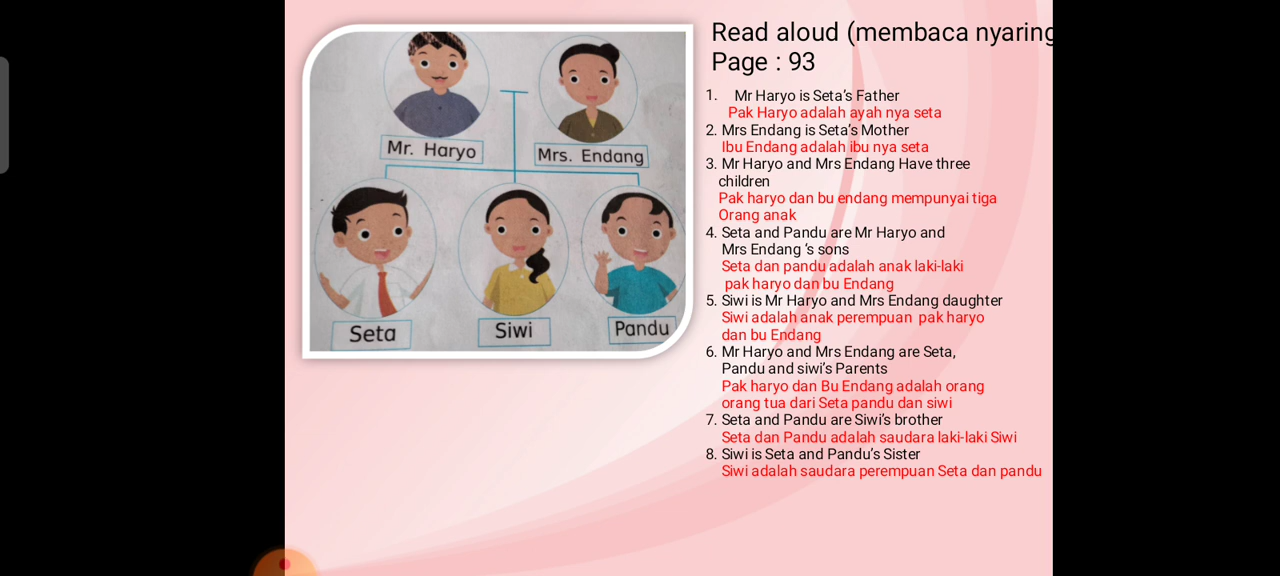 Read aloud (membaca nyaring
Page : 93
Mr. Haryo
Mrs. Endang
Seta
Siwi
Pandu
1. Mr Haryo is Seta's Father
Pak Haryo adalah ayah nya seta
2. Mrs Endang is Seta's Mother
Ibu Endang adalah ibu nya seta
3. Mr Haryo and Mrs Endang Have three
children
Pak haryo dan bu endang mempunyai tiga
Orang anak
4. Seta and Pandu are Mr Haryo and
Mrs Endang 's sons
Seta dan pandu adalah anak laki-laki
pak haryo dan bu Endang
5. Siwi is Mr Haryo and Mrs Endang daughter
Siwi adalah anak perempuan pak haryo
dan bu Endang
6. Mr Haryo and Mrs Endang are Seta,
Pandu and siwi's Parents
Pak haryo dan Bu Endang adalah orang
orang tua dari Seta pandu dan siwi
7. Seta and Pandu are Siwi's brother
Seta dan Pandu adalah saudara laki-laki Siwi
8. Siwi is Seta and Pandu's Sister
Siwi adalah saudara perempuan Seta dan pandu